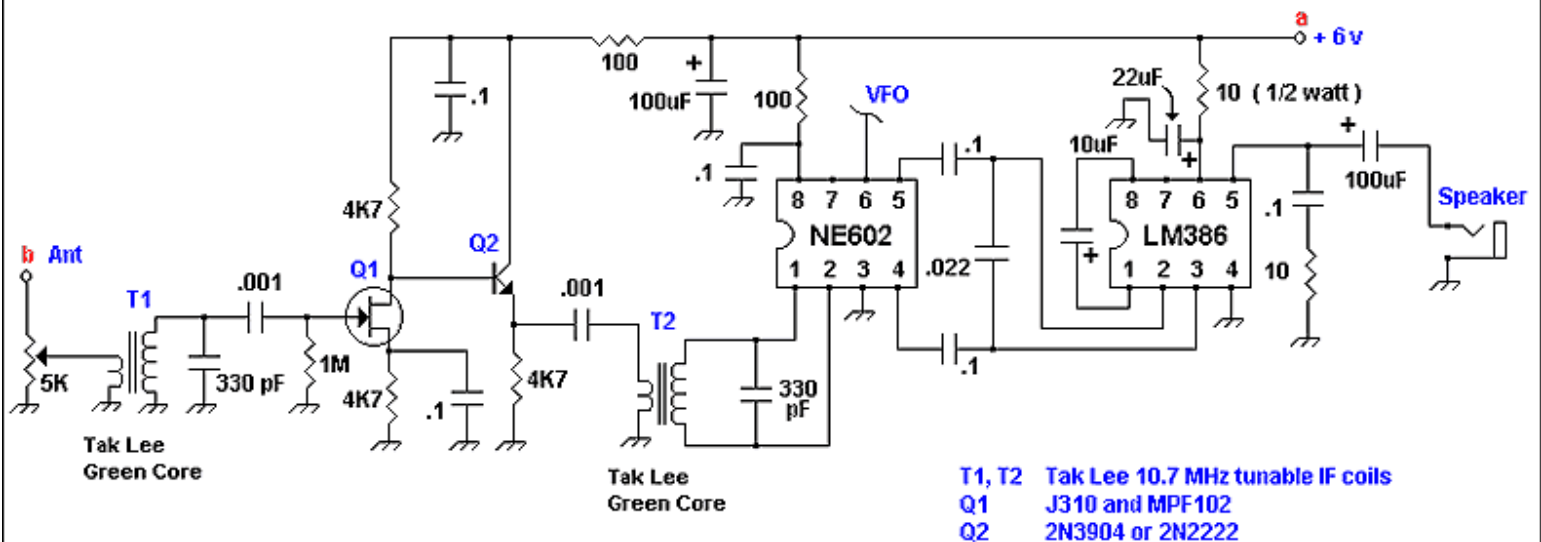 a
+ 6v
100
.1
+
100uF
100
VFO
22uF
10 ( 1/2 watt )
+
.1
10uF
+
.1
+
100uF
8 7 6 5
NE602
1 2 3 4
8 7 6 5
LM386
1 2 3 4
.022
.1
.1
10
Speaker
4K7
Q2
b Ant
Q1
T1
.001
.001
T2
5K
330 pF
1M
4K7
.1
4K7
330
pF
Tak Lee
Green Core
Tak Lee
Green Core
T1, T2 Tak Lee 10.7 MHz tunable IF coils
Q1 J310 and MPF102
Q2 2N3904 or 2N2222